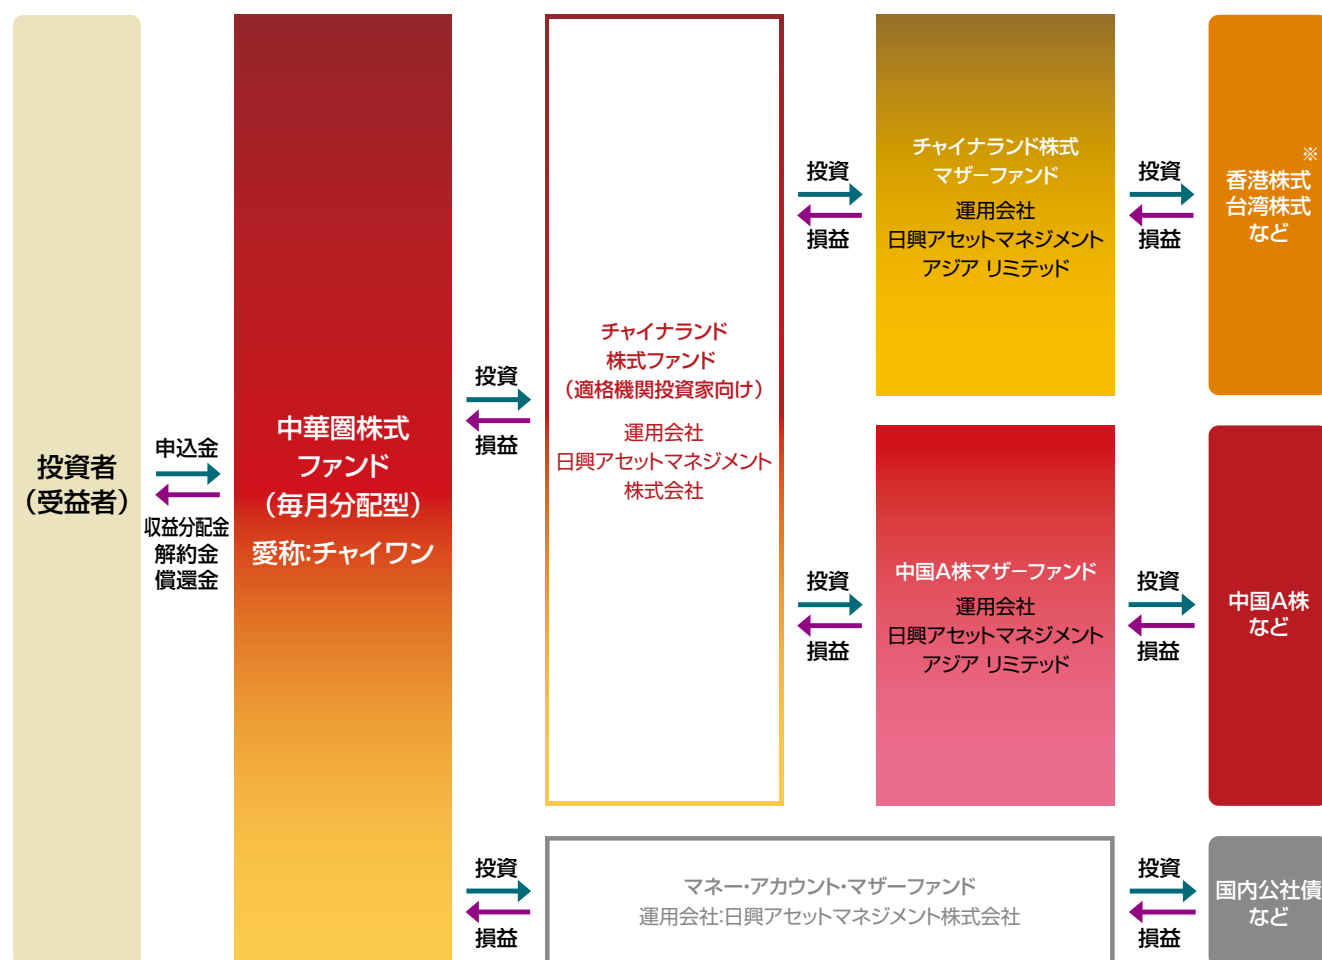 投資者
（受益者）
申込金
収益分配金
解約金
償還金
中華圏株式
ファンド
（毎月分配型）
愛称:チャイワン
投資
損益
チャイナランド
株式ファンド
（適格機関投資家向け）
運用会社
日興アセットマネジメント
株式会社
投資
損益
チャイナランド株式
マザーファンド
運用会社
日興アセットマネジメント
アジア リミテッド
投資
損益
※
香港株式
台湾株式
など
投資
損益
中国A株マザーファンド
運用会社
日興アセットマネジメント
アジア リミテッド
投資
損益
中国A株
など
投資
損益
マネー・アカウント・マザーファンド
運用会社:日興アセットマネジメント株式会社
投資
損益
国内公社債
など